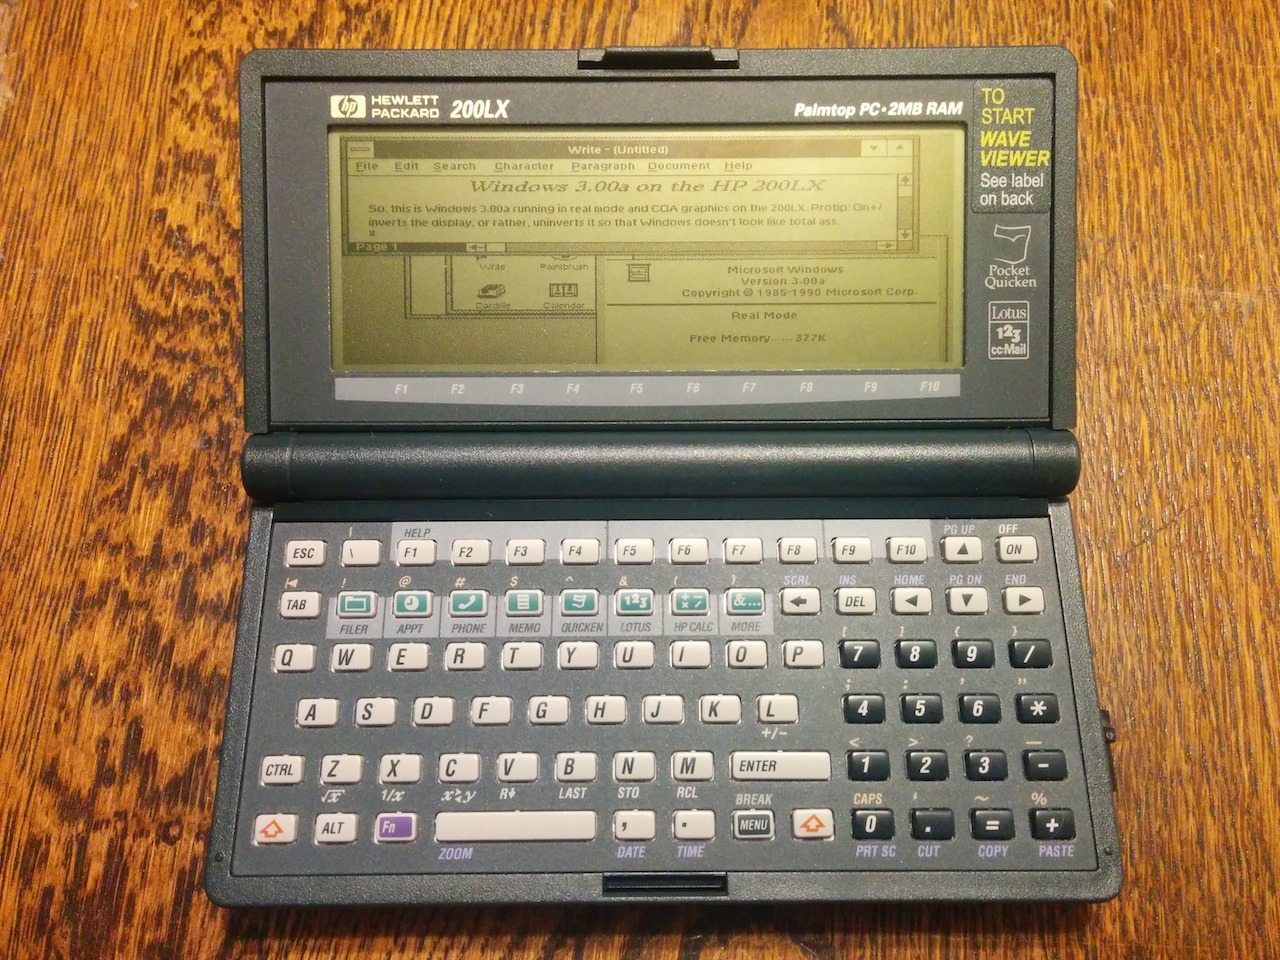 hp HEWLETT PACKARD 200LX
Palmtop PC • 2MB RAM
TO START WAVE VIEWER
See label on back
Pocket Quicken
Lotus 123 cc-Mail
Write - (Untitled)
File Edit Search Character Paragraph Document Help
Windows 3.00a on the HP 200LX
So, this is Windows 3.00a running in real mode and CGA graphics on the 200LX. Protip: On+/
inverts the display, or rather, uninverts it so that Windows doesn't look like total ass.
Page 1
Write Paintbrush
Cardfile Calendar
Microsoft Windows
Version 3.00a
Copyright © 1985-1990 Microsoft Corp.
Real Mode
Free Memory...... 377K
F1 F2 F3 F4 F5 F6 F7 F8 F9 F10
| HELP PG UP OFF
ESC \ F1 F2 F3 F4 F5 F6 F7 F8 F9 F10 ▲ ON
|◀ ! @ # $ ^ & ( ) SCRL INS HOME PG DN END
TAB 123 &... ← DEL ◀ ▼ ▶
FILER APPT PHONE MEMO QUICKEN LOTUS HP CALC MORE
[ ] { }
Q W E R T Y U I O P 7 8 9 /
: ; ' "
A S D F G H J K L 4 5 6 *
+/- < > ? _
CTRL Z X C V B N M ENTER 1 2 3 -
√x 1/x x≷y R↓ LAST STO RCL BREAK CAPS ‘ ~ %
ALT Fn , . MENU 0 . = +
ZOOM DATE TIME PRT SC CUT COPY PASTE